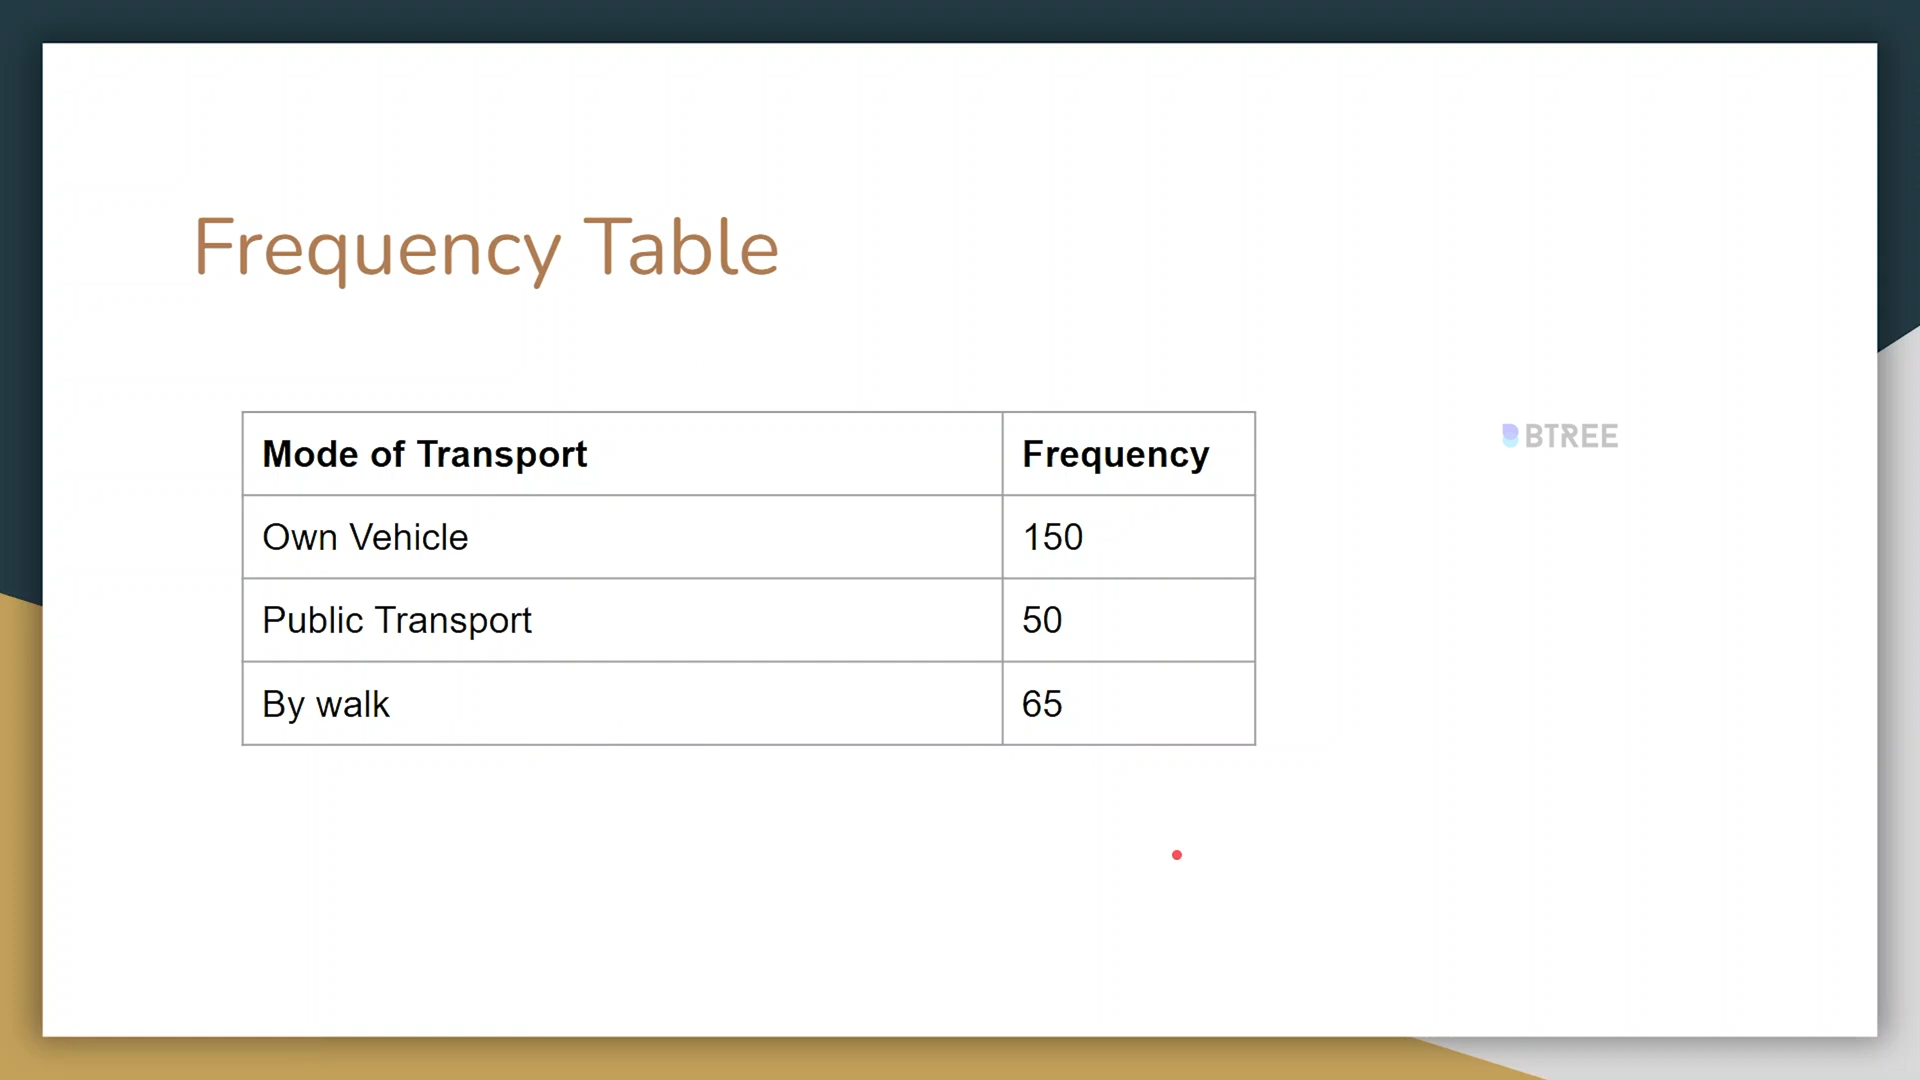 Frequency Table
Mode of Transport Frequency
BTREE
Own Vehicle 150
Public Transport 50
By walk 65